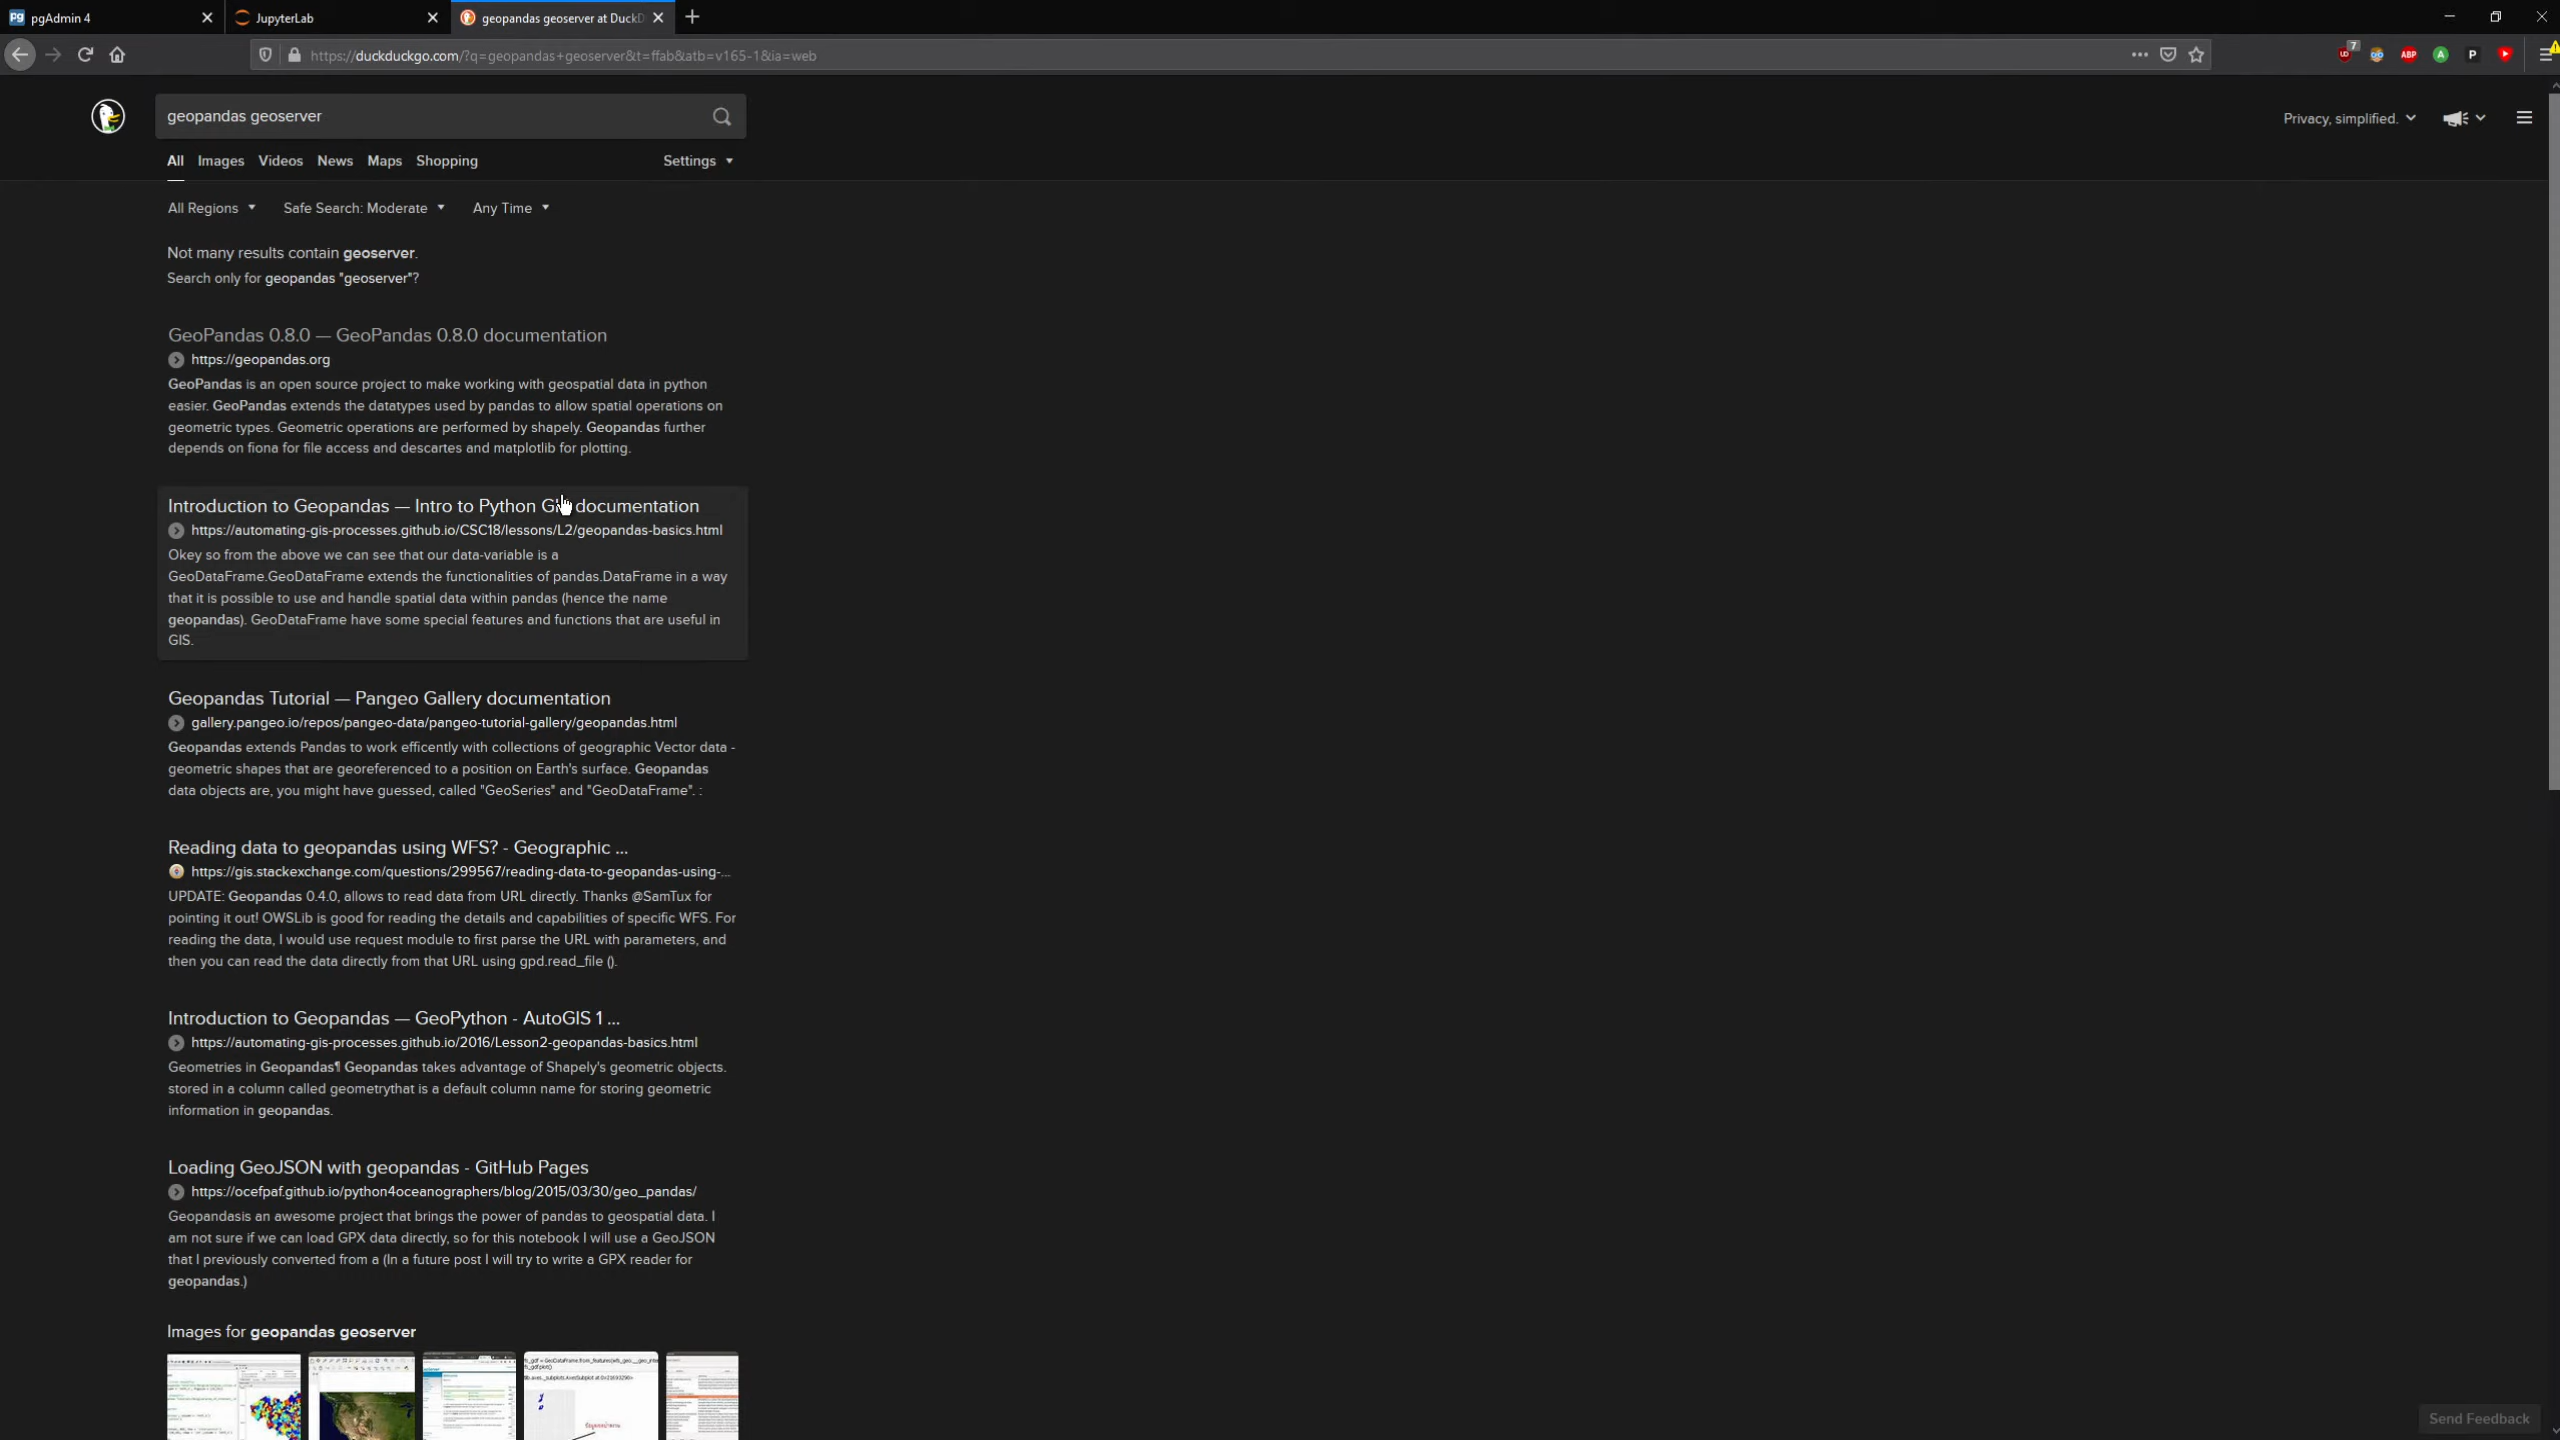 pgAdmin 4
JupyterLab
geopandas geoserver at DuckD
https://duckduckgo.com/?q=geopandas+geoserver&t=ffab&atb=v165-1&ia=web
7
ABP
A
P
geopandas geoserver
Privacy, simplified.
All Images Videos News Maps Shopping Settings
All Regions Safe Search: Moderate Any Time
Not many results contain geoserver.
Search only for geopandas "geoserver"?
GeoPandas 0.8.0 — GeoPandas 0.8.0 documentation
https://geopandas.org
GeoPandas is an open source project to make working with geospatial data in python
easier. GeoPandas extends the datatypes used by pandas to allow spatial operations on
geometric types. Geometric operations are performed by shapely. Geopandas further
depends on fiona for file access and descartes and matplotlib for plotting.
Introduction to Geopandas — Intro to Python GIS documentation
https://automating-gis-processes.github.io/CSC18/lessons/L2/geopandas-basics.html
Okey so from the above we can see that our data-variable is a
GeoDataFrame.GeoDataFrame extends the functionalities of pandas.DataFrame in a way
that it is possible to use and handle spatial data within pandas (hence the name
geopandas). GeoDataFrame have some special features and functions that are useful in
GIS.
Geopandas Tutorial — Pangeo Gallery documentation
gallery.pangeo.io/repos/pangeo-data/pangeo-tutorial-gallery/geopandas.html
Geopandas extends Pandas to work efficently with collections of geographic Vector data -
geometric shapes that are georeferenced to a position on Earth's surface. Geopandas
data objects are, you might have guessed, called "GeoSeries" and "GeoDataFrame". :
Reading data to geopandas using WFS? - Geographic ...
https://gis.stackexchange.com/questions/299567/reading-data-to-geopandas-using-...
UPDATE: Geopandas 0.4.0, allows to read data from URL directly. Thanks @SamTux for
pointing it out! OWSLib is good for reading the details and capabilities of specific WFS. For
reading the data, I would use request module to first parse the URL with parameters, and
then you can read the data directly from that URL using gpd.read_file ().
Introduction to Geopandas — GeoPython - AutoGIS 1 ...
https://automating-gis-processes.github.io/2016/Lesson2-geopandas-basics.html
Geometries in Geopandas¶ Geopandas takes advantage of Shapely's geometric objects.
stored in a column called geometrythat is a default column name for storing geometric
information in geopandas.
Loading GeoJSON with geopandas - GitHub Pages
https://ocefpaf.github.io/python4oceanographers/blog/2015/03/30/geo_pandas/
Geopandasis an awesome project that brings the power of pandas to geospatial data. I
am not sure if we can load GPX data directly, so for this notebook I will use a GeoJSON
that I previously converted from a (In a future post I will try to write a GPX reader for
geopandas.)
Images for geopandas geoserver
Send Feedback